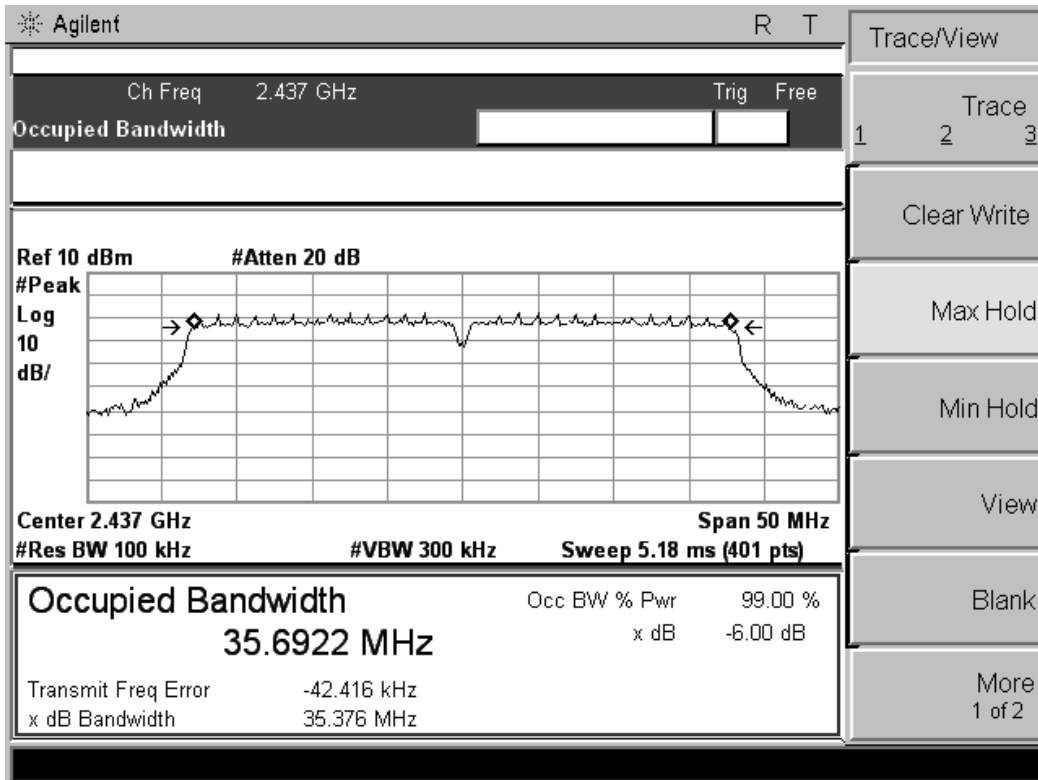 Agilent R T
Ch Freq 2.437 GHz Trig Free
Occupied Bandwidth
Ref 10 dBm #Atten 20 dB
#Peak
Log
10
dB/
Center 2.437 GHz Span 50 MHz
#Res BW 100 kHz #VBW 300 kHz Sweep 5.18 ms (401 pts)
Occupied Bandwidth Occ BW % Pwr 99.00 %
35.6922 MHz x dB -6.00 dB
Transmit Freq Error -42.416 kHz
x dB Bandwidth 35.376 MHz
Trace/View
Trace
1 2 3
Clear Write
Max Hold
Min Hold
View
Blank
More
1 of 2